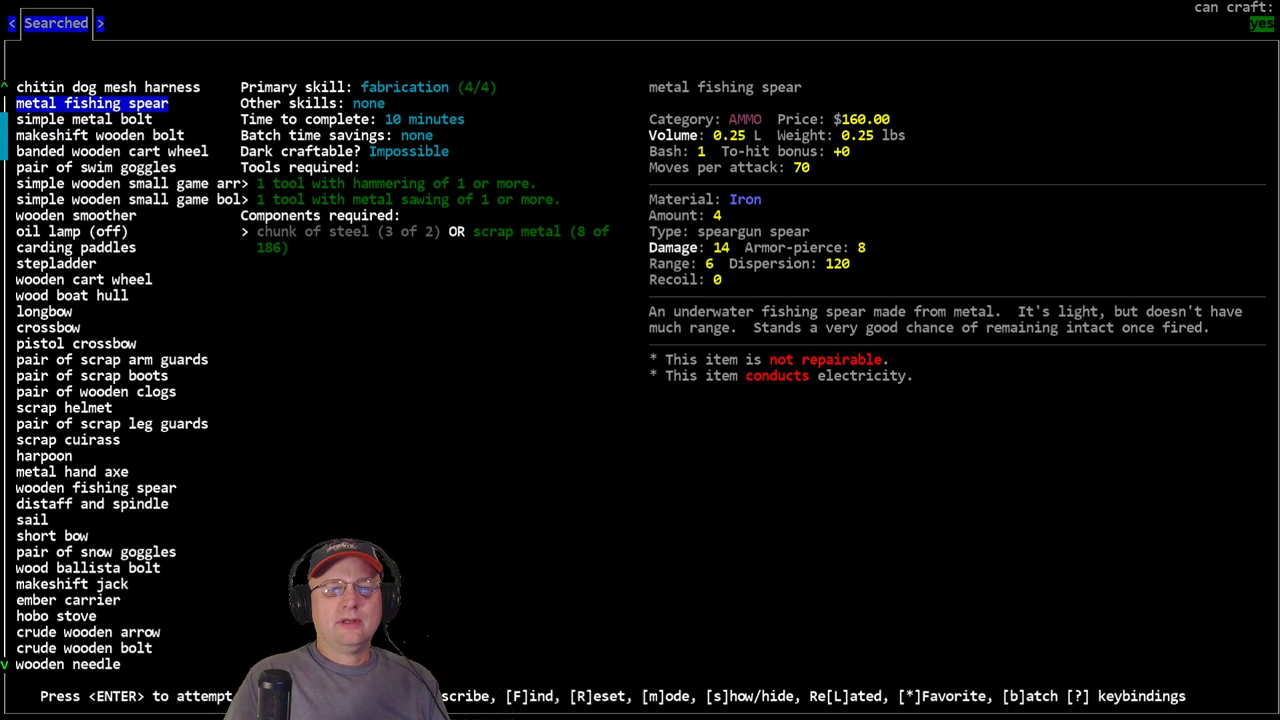 can craft:
< Searched > yes
^ chitin dog mesh harness
metal fishing spear
simple metal bolt
makeshift wooden bolt
banded wooden cart wheel
pair of swim goggles
simple wooden small game arr>
simple wooden small game bol>
wooden smoother
oil lamp (off)
carding paddles
stepladder
wooden cart wheel
wood boat hull
longbow
crossbow
pistol crossbow
pair of scrap arm guards
pair of scrap boots
pair of wooden clogs
scrap helmet
pair of scrap leg guards
scrap cuirass
harpoon
metal hand axe
wooden fishing spear
distaff and spindle
sail
short bow
pair of snow goggles
wood ballista bolt
makeshift jack
ember carrier
hobo stove
crude wooden arrow
crude wooden bolt
v wooden needle
Primary skill: fabrication (4/4)
Other skills: none
Time to complete: 10 minutes
Batch time savings: none
Dark craftable? Impossible
Tools required:
1 tool with hammering of 1 or more.
1 tool with metal sawing of 1 or more.
Components required:
> chunk of steel (3 of 2) OR scrap metal (8 of
186)
metal fishing spear
Category: AMMO Price: $160.00
Volume: 0.25 L Weight: 0.25 lbs
Bash: 1 To-hit bonus: +0
Moves per attack: 70
Material: Iron
Amount: 4
Type: speargun spear
Damage: 14 Armor-pierce: 8
Range: 6 Dispersion: 120
Recoil: 0
An underwater fishing spear made from metal. It's light, but doesn't have
much range. Stands a very good chance of remaining intact once fired.
* This item is not repairable.
* This item conducts electricity.
Press <ENTER> to attempt scribe, [F]ind, [R]eset, [m]ode, [s]how/hide, Re[L]ated, [*]Favorite, [b]atch [?] keybindings